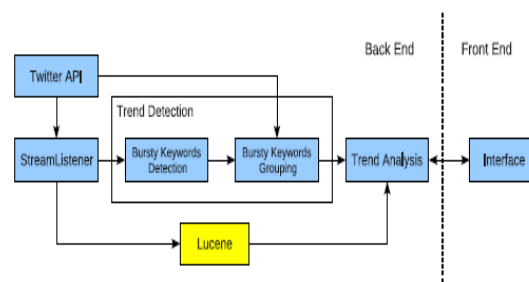 Back End
Front End
Twitter API
Trend Detection
StreamListener
Bursty Keywords
Detection
Bursty Keywords
Grouping
Trend Analysis
Interface
Lucene